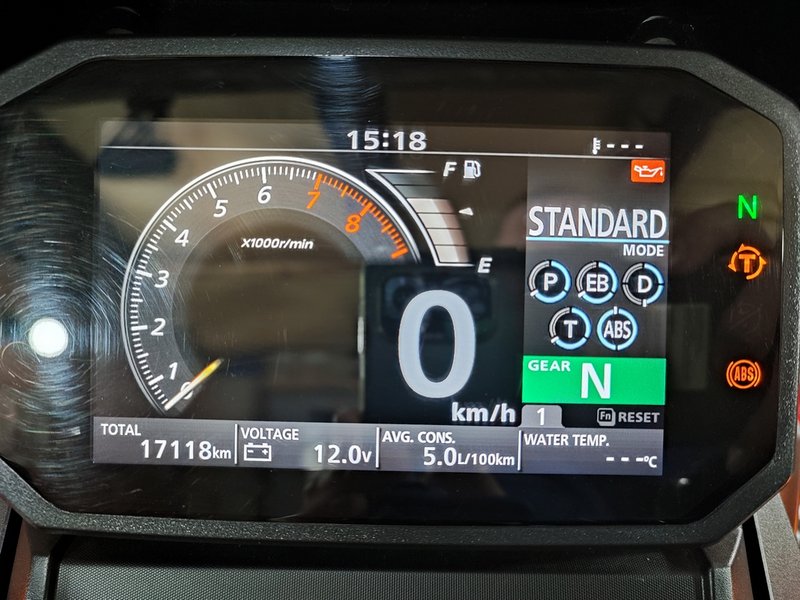 15:18
---
F
6
7
5
8
4
X1000r/min
3
E
2
1
0
STANDARD
MODE
P EB D
T ABS
0
km/h
GEAR
N
1
Fn RESET
TOTAL
17118km
VOLTAGE
12.0V
AVG. CONS.
5.0L/100km
WATER TEMP.
---°C
N
T
ABS